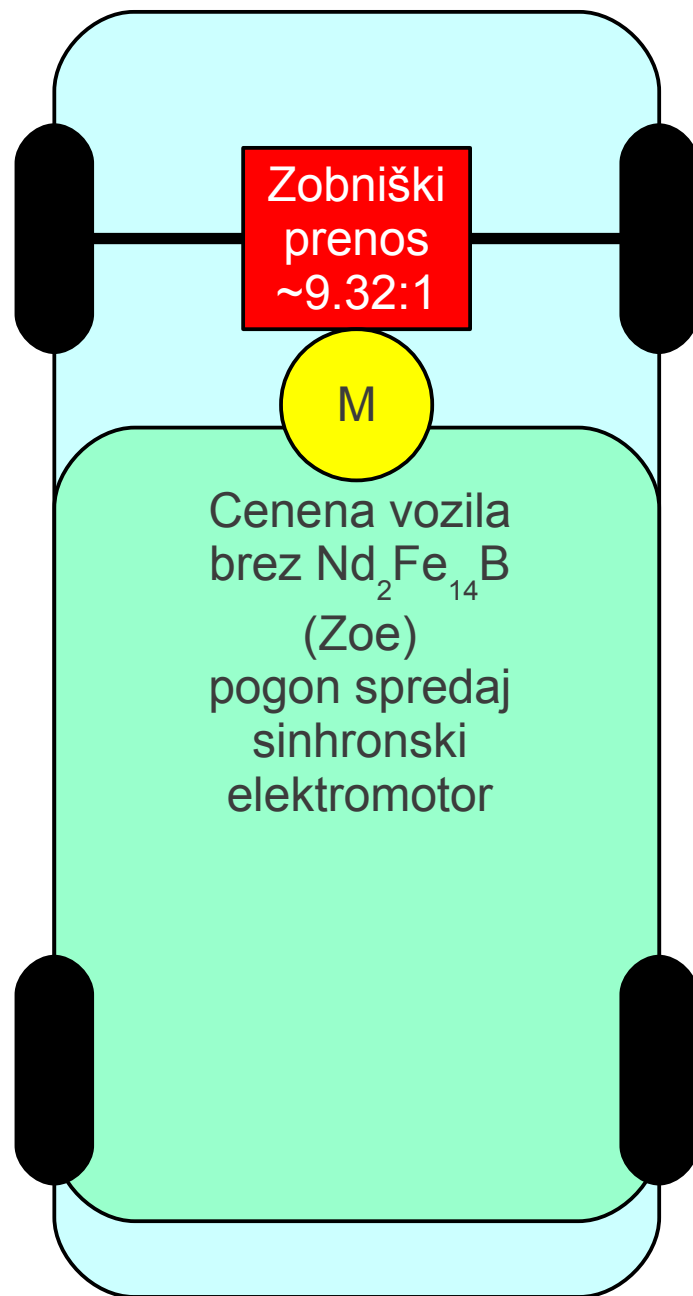 Zobniški
prenos
~9.32:1
M
Cenena vozila
brez Nd₂Fe₁₄B
(Zoe)
pogon spredaj
sinhronski
elektromotor